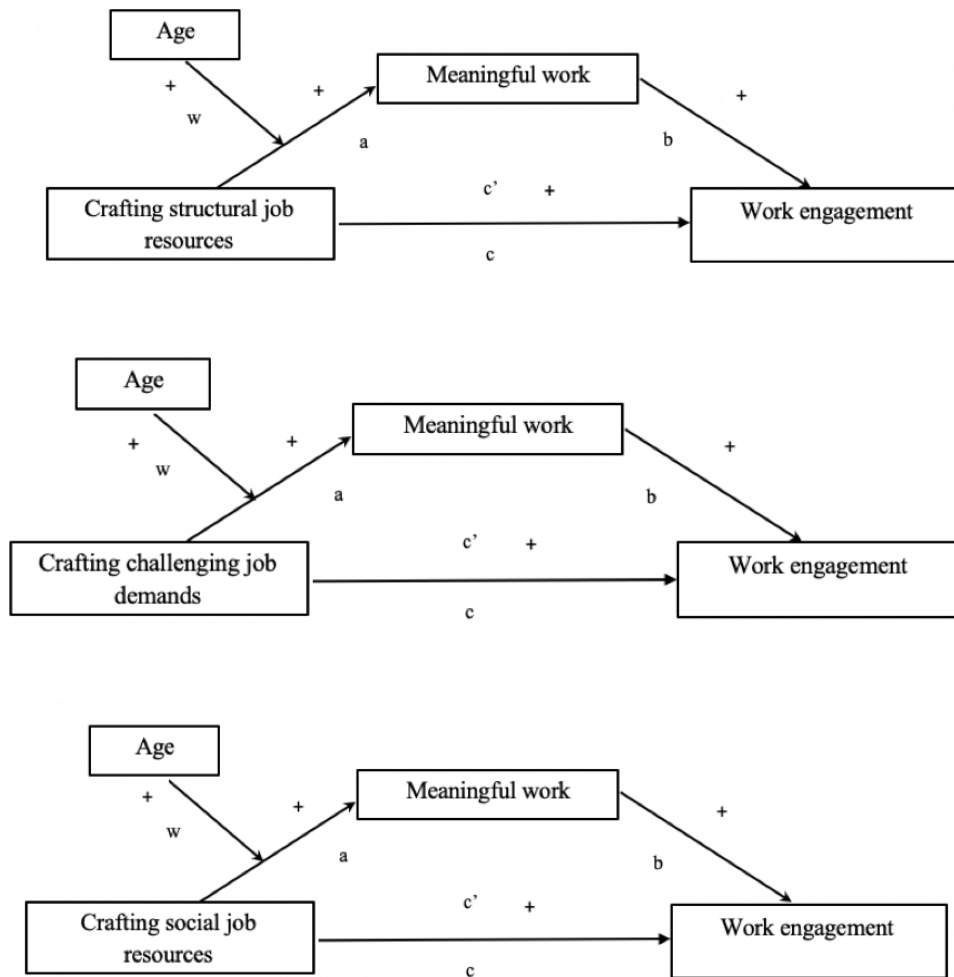 Age
Meaningful work
+
+
+
w
a
b
c’ +
Crafting structural job
resources
Work engagement
c
Age
Meaningful work
+
+
+
w
a
b
c’ +
Crafting challenging job
demands
Work engagement
c
Age
Meaningful work
+
+
+
w
a
b
c’ +
Crafting social job
resources
Work engagement
c